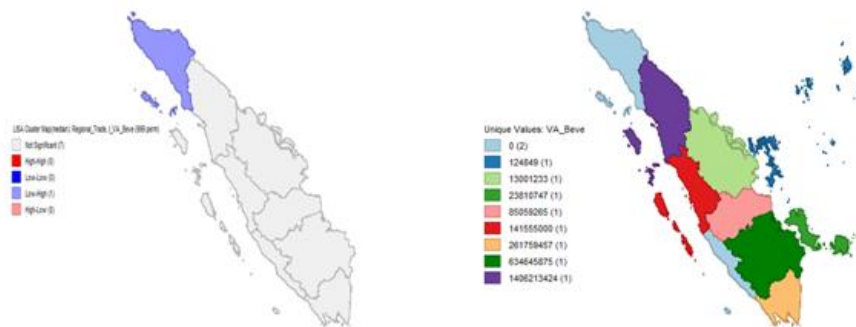 LISA Cluster Map(median): Regional_Trade, I_VA_Beve (999 perm)
Not Significant (7)
High-High (0)
Low-Low (0)
Low-High (1)
High-Low (0)
Unique Values: VA_Beve
0 (2)
124849 (1)
13001233 (1)
23810747 (1)
85059265 (1)
141555000 (1)
261759457 (1)
634645875 (1)
1406213424 (1)